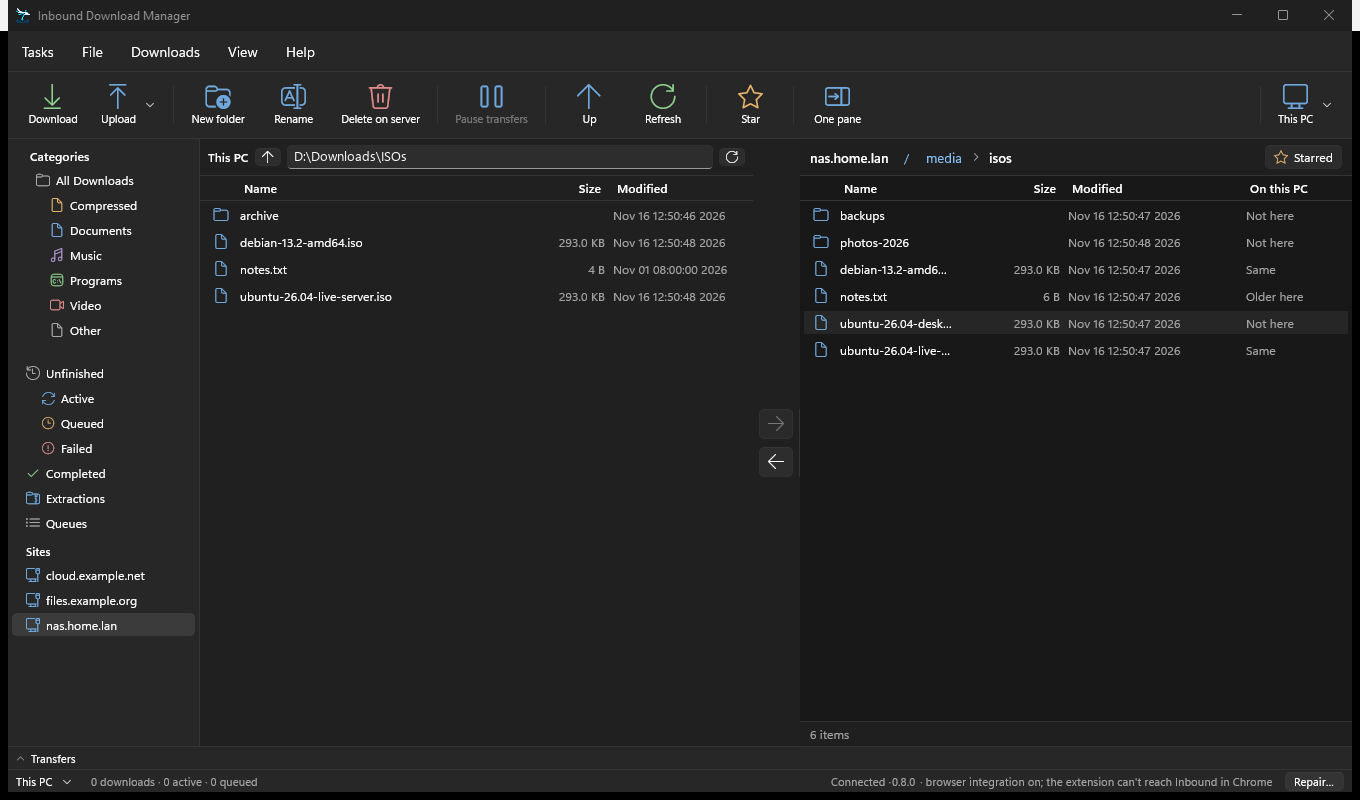 Inbound Download Manager
Tasks File Downloads View Help
Download Upload New folder Rename Delete on server Pause transfers Up Refresh Star One pane This PC
Categories
All Downloads
Compressed
Documents
Music
Programs
Video
Other
Unfinished
Active
Queued
Failed
Completed
Extractions
Queues
Sites
cloud.example.net
files.example.org
nas.home.lan
This PC D:\Downloads\ISOs
Name Size Modified
archive Nov 16 12:50:46 2026
debian-13.2-amd64.iso 293.0 KB Nov 16 12:50:48 2026
notes.txt 4 B Nov 01 08:00:00 2026
ubuntu-26.04-live-server.iso 293.0 KB Nov 16 12:50:48 2026
nas.home.lan / media > isos Starred
Name Size Modified On this PC
backups Nov 16 12:50:47 2026 Not here
photos-2026 Nov 16 12:50:48 2026 Not here
debian-13.2-amd6... 293.0 KB Nov 16 12:50:47 2026 Same
notes.txt 6 B Nov 16 12:50:47 2026 Older here
ubuntu-26.04-desk... 293.0 KB Nov 16 12:50:47 2026 Not here
ubuntu-26.04-live-... 293.0 KB Nov 16 12:50:47 2026 Same
6 items
Transfers
This PC 0 downloads · 0 active · 0 queued Connected ·0.8.0 · browser integration on; the extension can't reach Inbound in Chrome Repair...